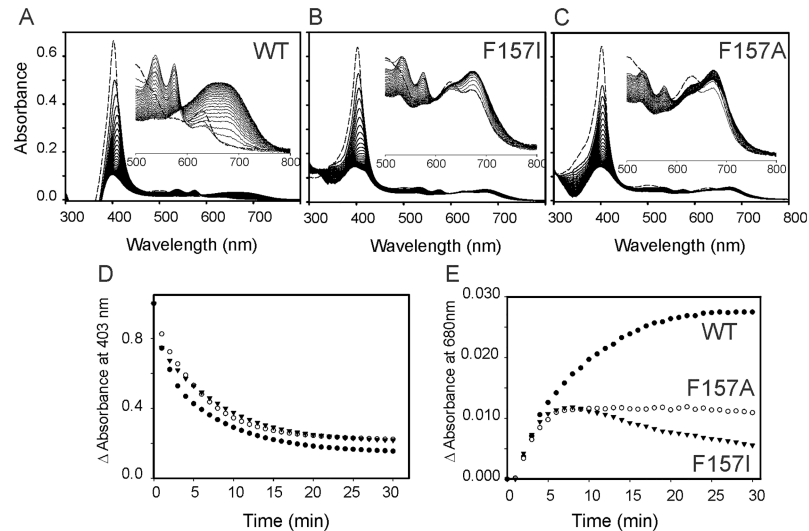 A
B
C
WT
F157I
F157A
Absorbance
0.6
0.4
0.2
0.0
500 600 700 800
500 600 700 800
500 600 700 800
300 400 500 600 700
300 400 500 600 700
300 400 500 600 700 800
Wavelength (nm)
Wavelength (nm)
Wavelength (nm)
D
Δ Absorbance at 403 nm
0.8
0.4
0.0
0 5 10 15 20 25 30
Time (min)
E
Δ Absorbance at 680nm
0.030
0.020
0.010
0.000
WT
F157A
F157I
0 5 10 15 20 25 30
Time (min)